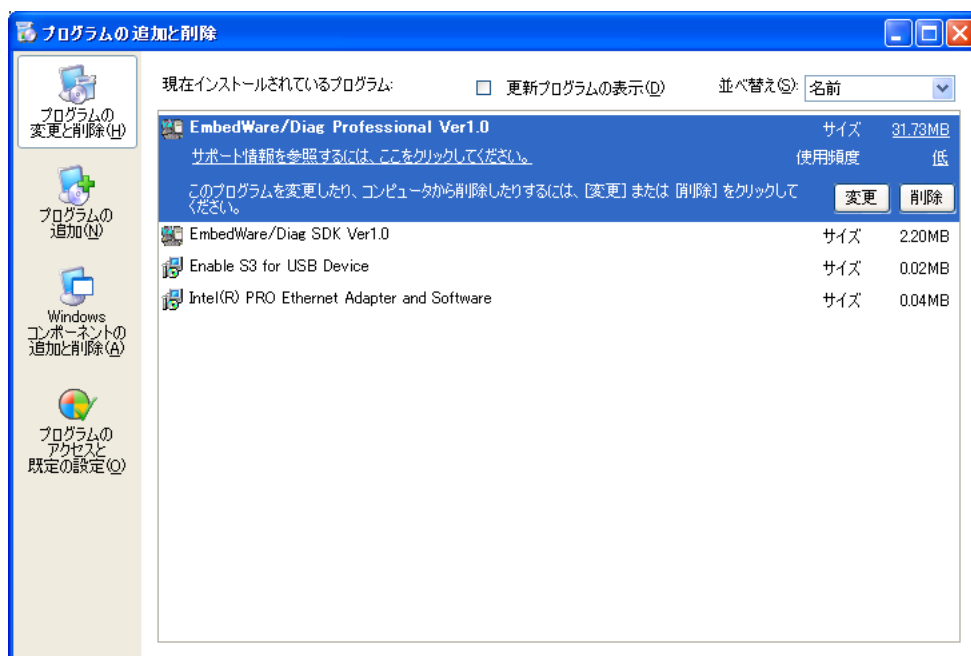 プログラムの追加と削除
プログラムの
変更と削除(H)
プログラムの
追加(N)
Windows
コンポーネントの
追加と削除(A)
プログラムの
アクセスと
既定の設定(O)
現在インストールされているプログラム: 更新プログラムの表示(D) 並べ替え(S): 名前
EmbedWare/Diag Professional Ver1.0 サイズ 31.73MB
サポート情報を参照するには、ここをクリックしてください。 使用頻度 低
このプログラムを変更したり、コンピュータから削除したりするには、[変更] または [削除] をクリックして
ください。 変更 削除
EmbedWare/Diag SDK Ver1.0 サイズ 2.20MB
Enable S3 for USB Device サイズ 0.02MB
Intel(R) PRO Ethernet Adapter and Software サイズ 0.04MB